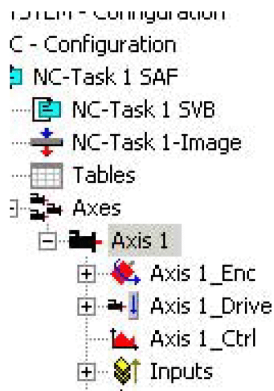 C - Configuration
NC-Task 1 SAF
NC-Task 1 SVB
NC-Task 1-Image
Tables
Axes
Axis 1
Axis 1_Enc
Axis 1_Drive
Axis 1_Ctrl
Inputs